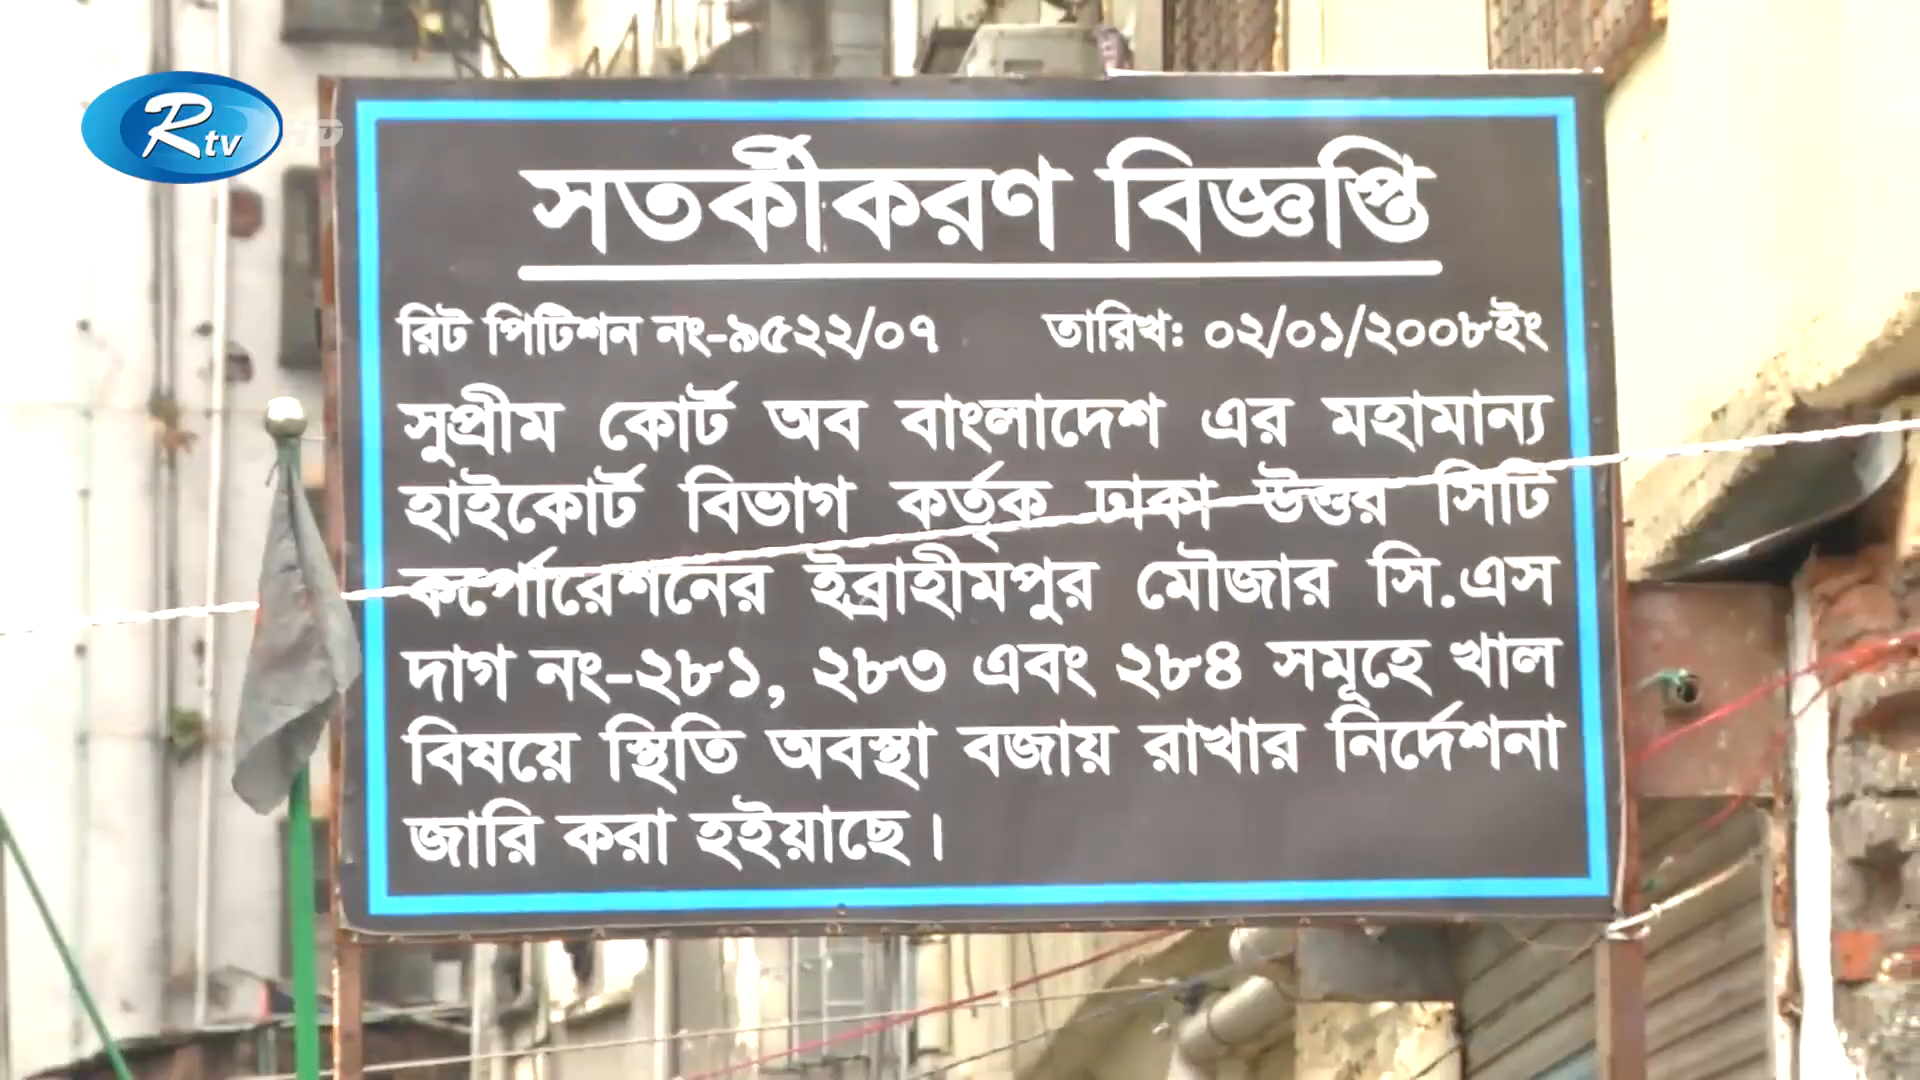 Rtv HD
সতর্কীকরণ বিজ্ঞপ্তি
রিট পিটিশন নং-৯৫২২/০৭ তারিখ: ০২/০১/২০০৮ইং
সুপ্রীম কোর্ট অব বাংলাদেশ এর মহামান্য
হাইকোর্ট বিভাগ কর্তৃক ঢাকা উত্তর সিটি
কর্পোরেশনের ইব্রাহীমপুর মৌজার সি.এস
দাগ নং-২৮১, ২৮৩ এবং ২৮৪ সমূহে খাল
বিষয়ে স্থিতি অবস্থা বজায় রাখার নির্দেশনা
জারি করা হইয়াছে।